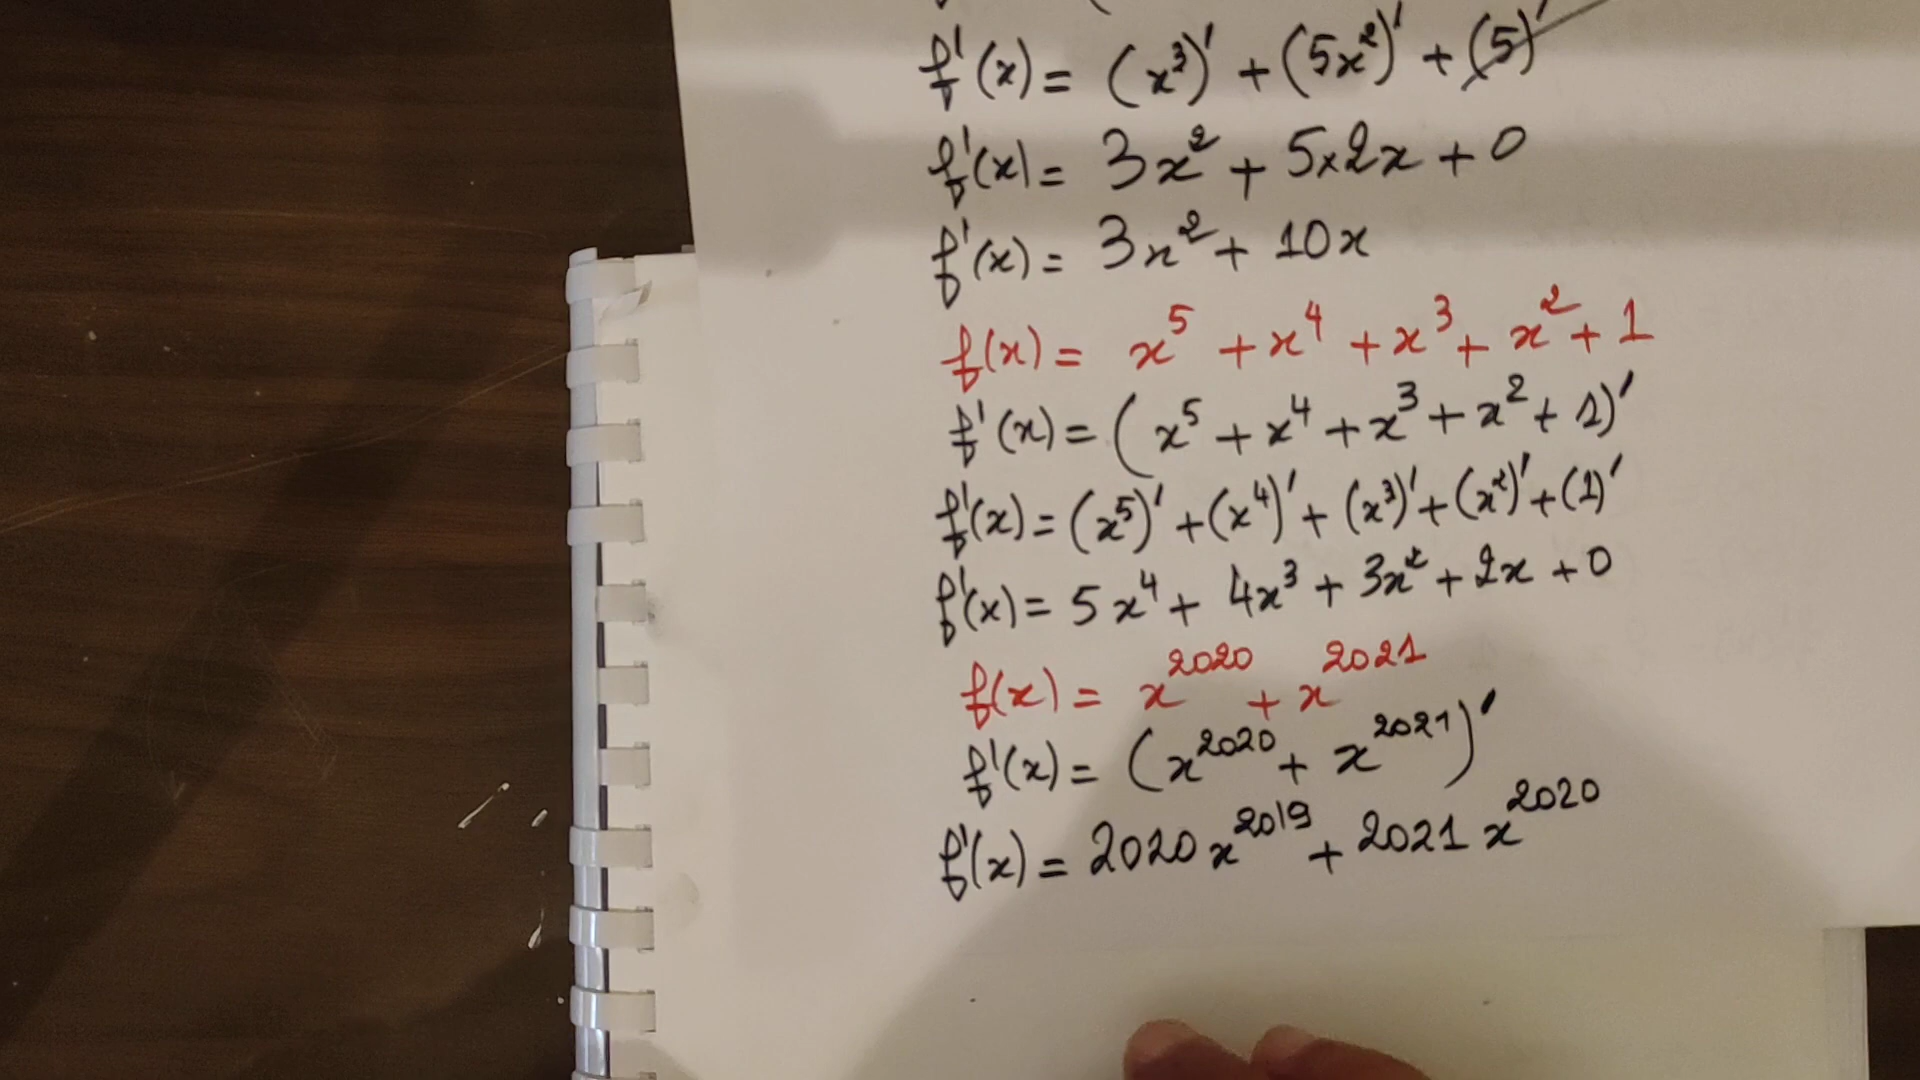 f'(x) = (x³)' + (5x²)' + (5)'
f'(x) = 3x² + 5×2x + 0
f'(x) = 3x² + 10x
f(x) = x⁵ + x⁴ + x³ + x² + 1
f'(x) = (x⁵ + x⁴ + x³ + x² + 1)'
f'(x) = (x⁵)' + (x⁴)' + (x³)' + (x²)' + (1)'
f'(x) = 5x⁴ + 4x³ + 3x² + 2x + 0
f(x) = x²⁰²⁰ + x²⁰²¹
f'(x) = (x²⁰²⁰ + x²⁰²¹)'
f'(x) = 2020x²⁰¹⁹ + 2021x²⁰²⁰